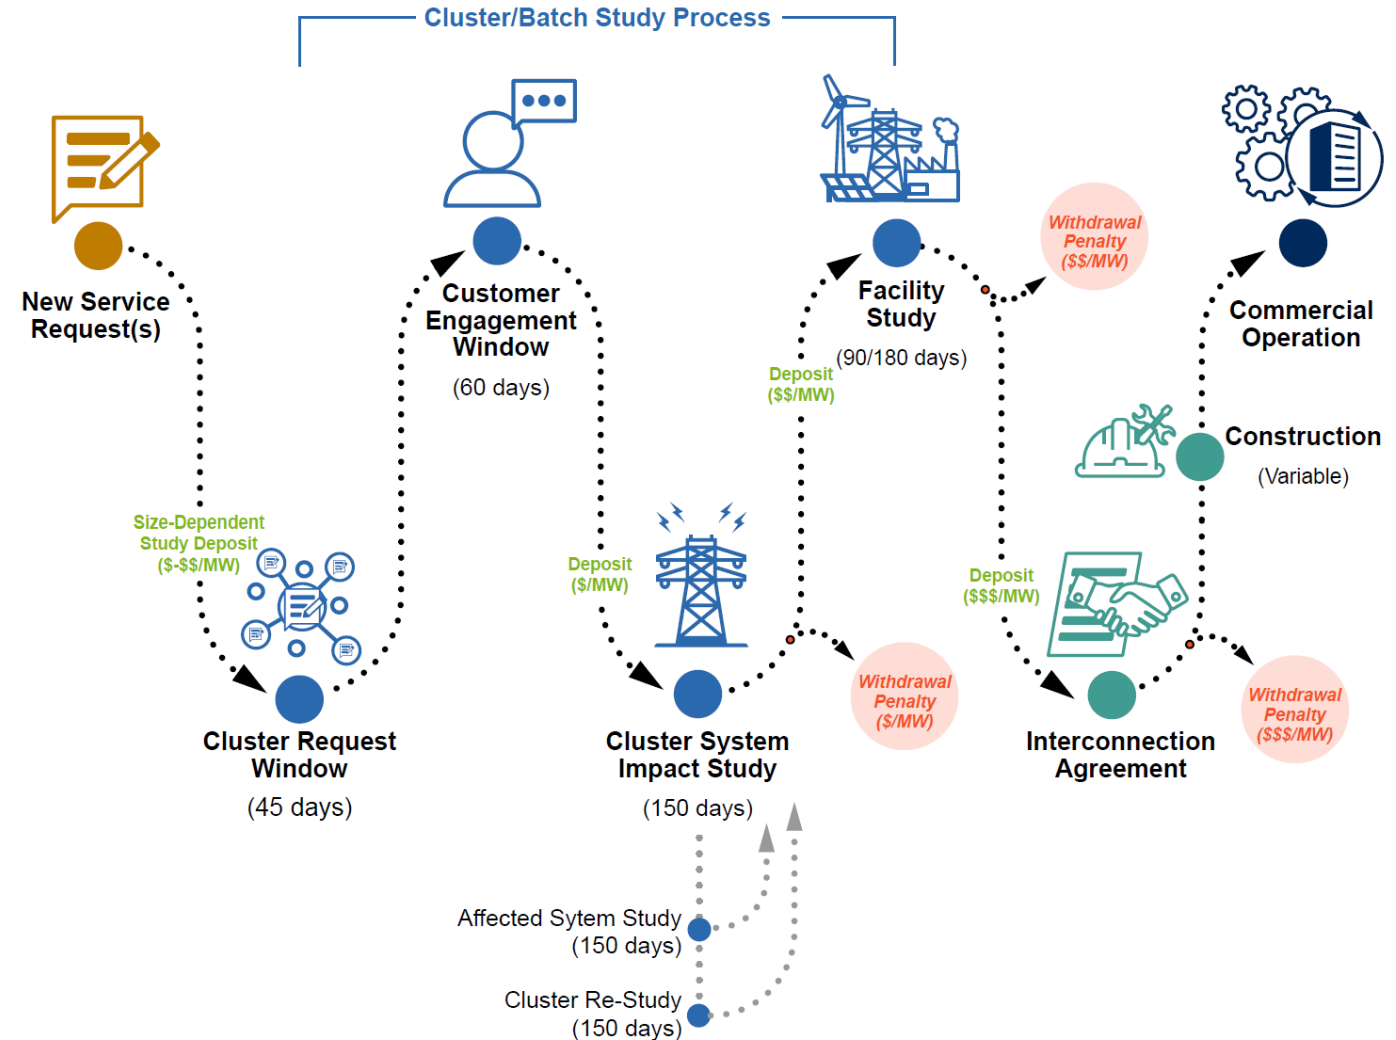 Cluster/Batch Study Process
New Service
Request(s)
Size-Dependent
Study Deposit
($-$$/MW)
Cluster Request
Window
(45 days)
Customer
Engagement
Window
(60 days)
Deposit
($/MW)
Cluster System
Impact Study
(150 days)
Affected Sytem Study
(150 days)
Cluster Re-Study
(150 days)
Withdrawal
Penalty
($/MW)
Deposit
($$/MW)
Facility
Study
(90/180 days)
Withdrawal
Penalty
($$/MW)
Deposit
($$$/MW)
Interconnection
Agreement
Withdrawal
Penalty
($$$/MW)
Construction
(Variable)
Commercial
Operation